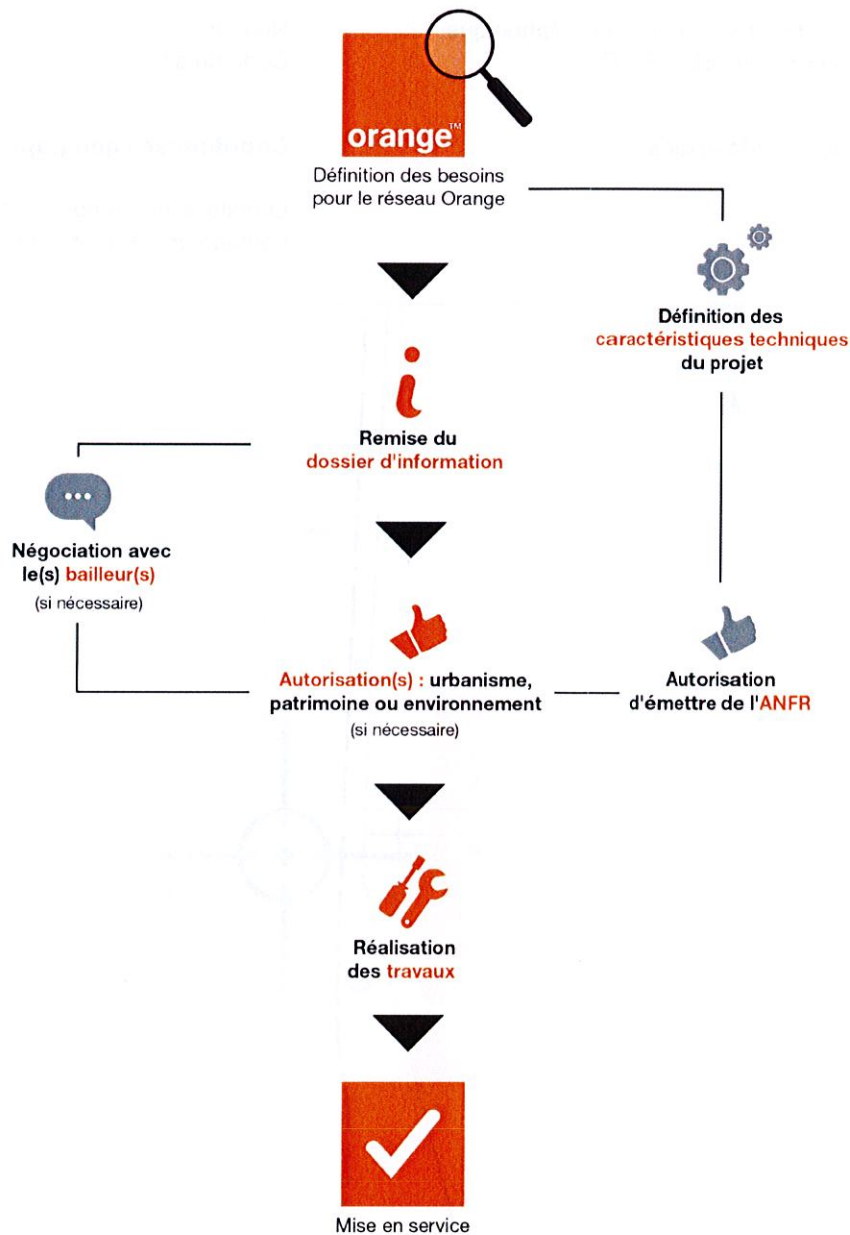 orange™
Définition des besoins
pour le réseau Orange
Définition des
caractéristiques techniques
du projet
Remise du
dossier d'information
Négociation avec
le(s) bailleur(s)
(si nécessaire)
Autorisation(s) : urbanisme,
patrimoine ou environnement
(si nécessaire)
Autorisation
d'émettre de l'ANFR
Réalisation
des travaux
Mise en service